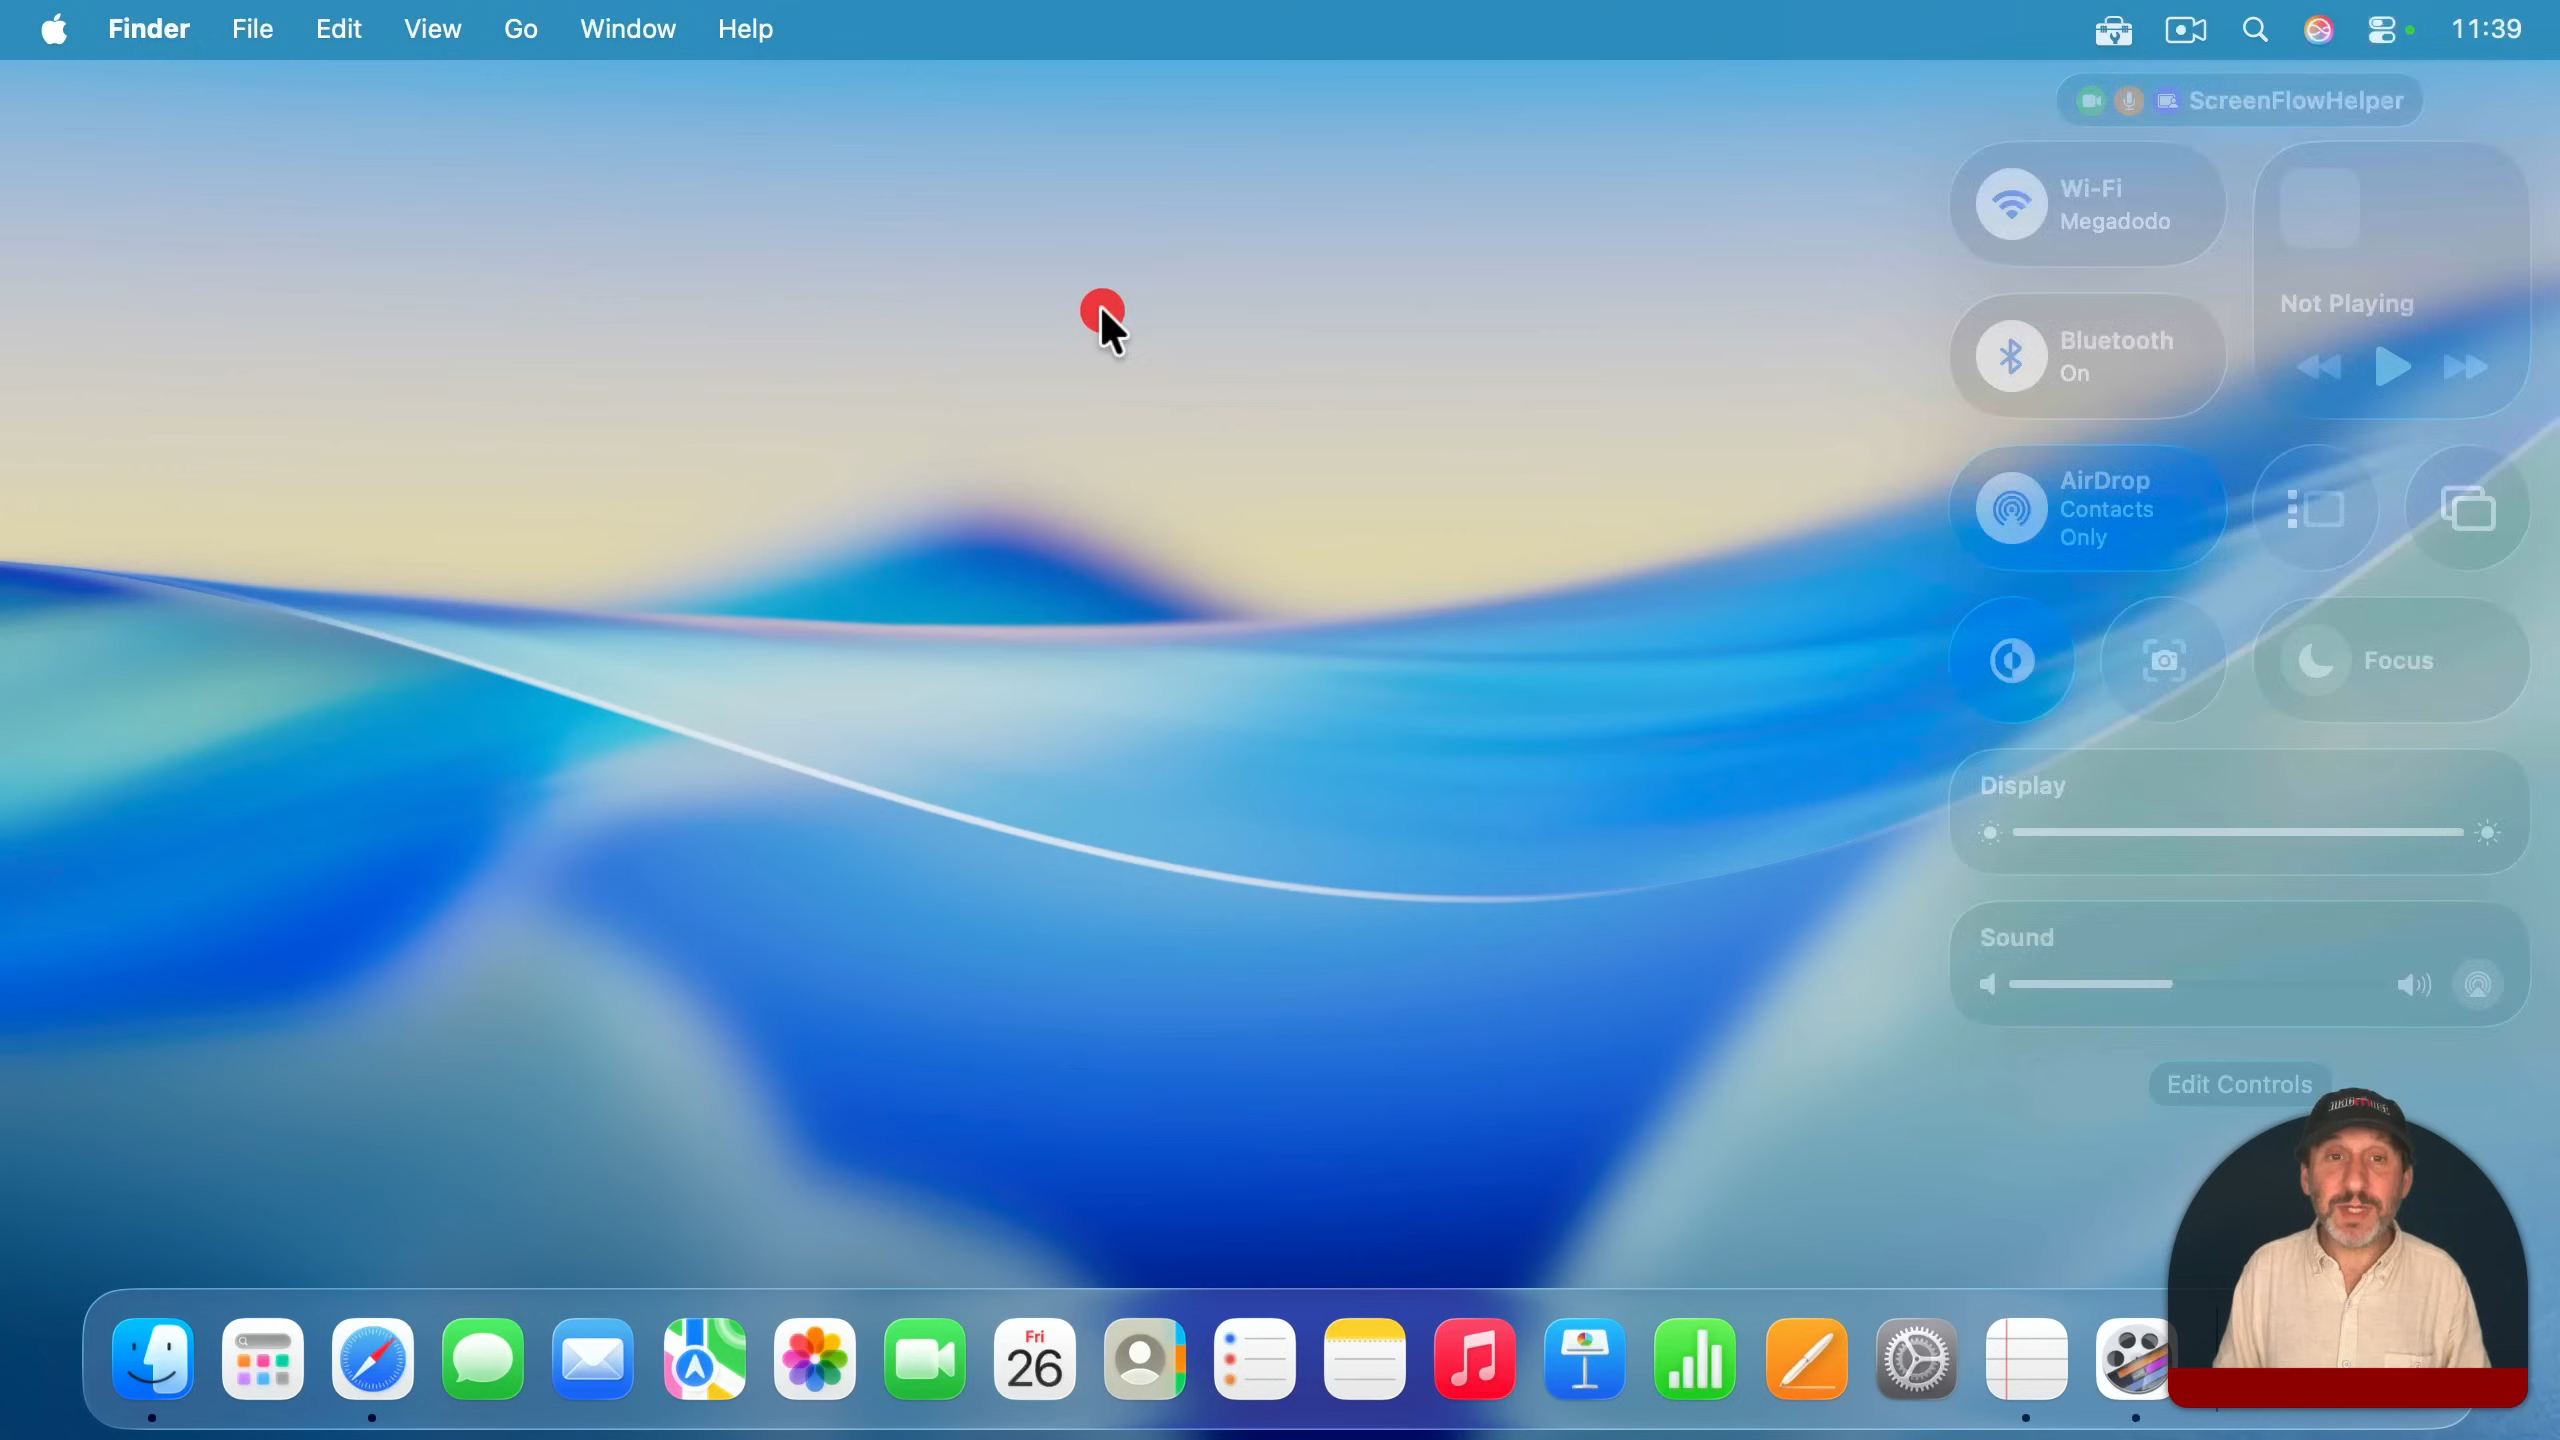 Finder File Edit View Go Window Help 11:39
ScreenFlowHelper
Wi-Fi
Megadodo
Not Playing
Bluetooth
On
AirDrop
Contacts
Only
Focus
Display
Sound
Edit Controls
Fri
26